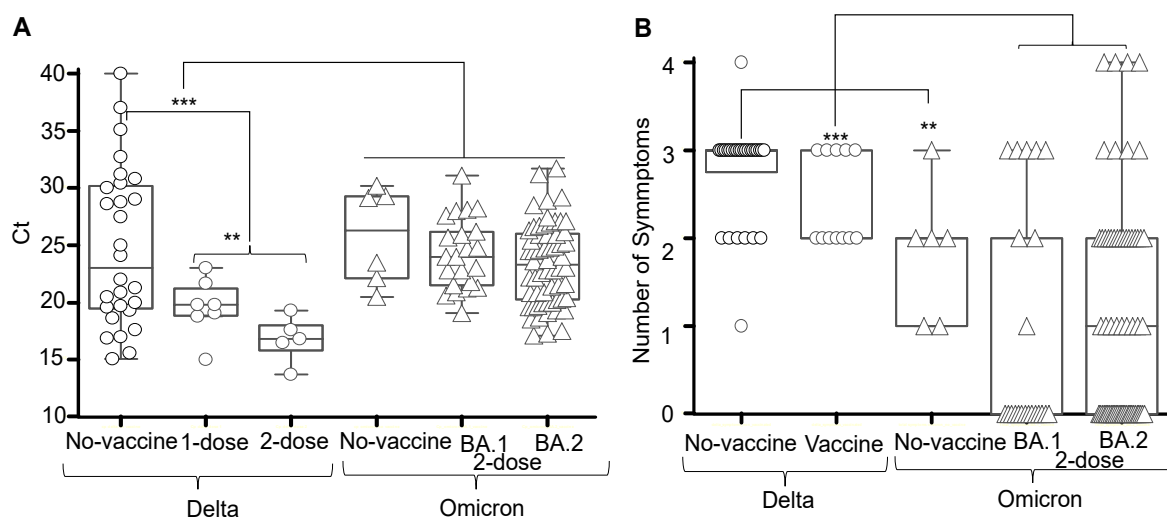 A
Ct
40
35
30
25
20
15
10
***
**
No-vaccine 1-dose 2-dose No-vaccine BA.1 BA.2
2-dose
Delta Omicron
B
Number of Symmptoms
4
3
2
1
0
***
**
No-vaccine Vaccine No-vaccine BA.1 BA.2
2-dose
Delta Omicron